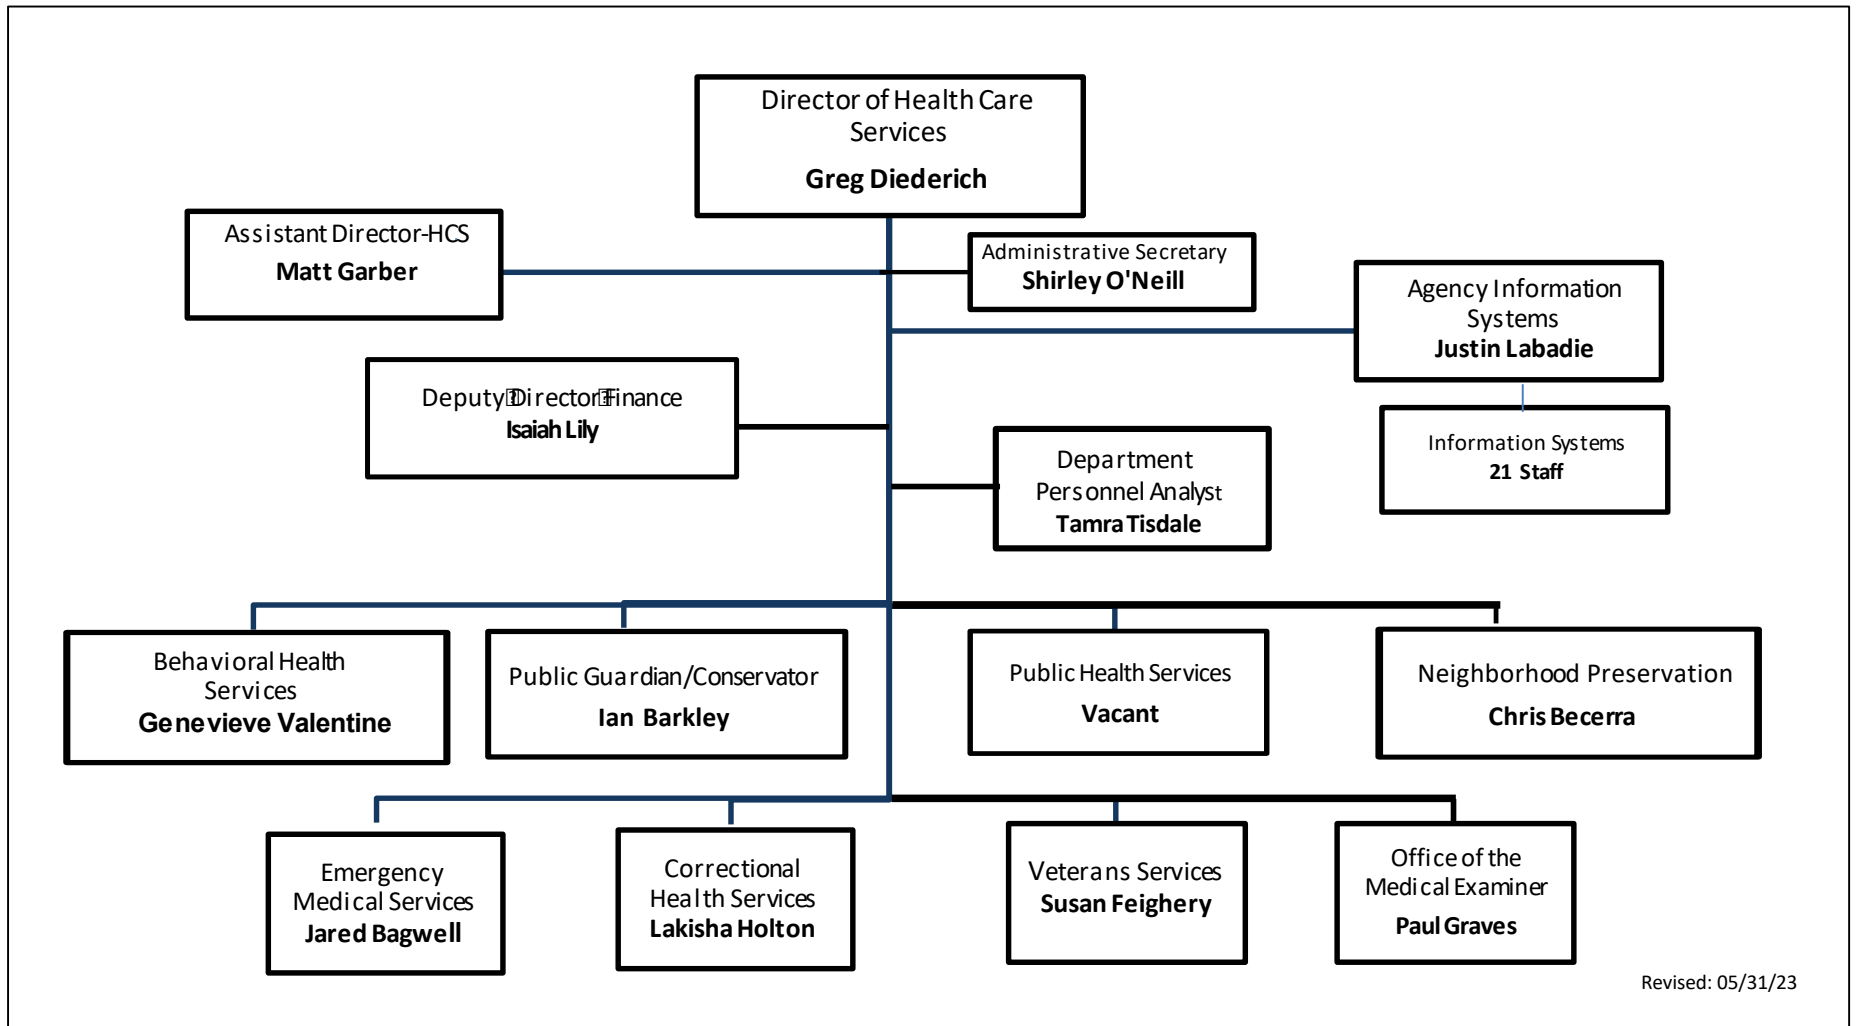 Director of Health Care
Services
Greg Diederich
Assistant Director-HCS
Matt Garber
Administrative Secretary
Shirley O'Neill
Agency Information
Systems
Justin Labadie
Deputy Director Finance
Isaiah Lily
Information Systems
21 Staff
Department
Personnel Analyst
Tamra Tisdale
Behavioral Health
Services
Genevieve Valentine
Public Guardian/Conservator
Ian Barkley
Public Health Services
Vacant
Neighborhood Preservation
Chris Becerra
Emergency
Medical Services
Jared Bagwell
Correctional
Health Services
Lakisha Holton
Veterans Services
Susan Feighery
Office of the
Medical Examiner
Paul Graves
Revised: 05/31/23